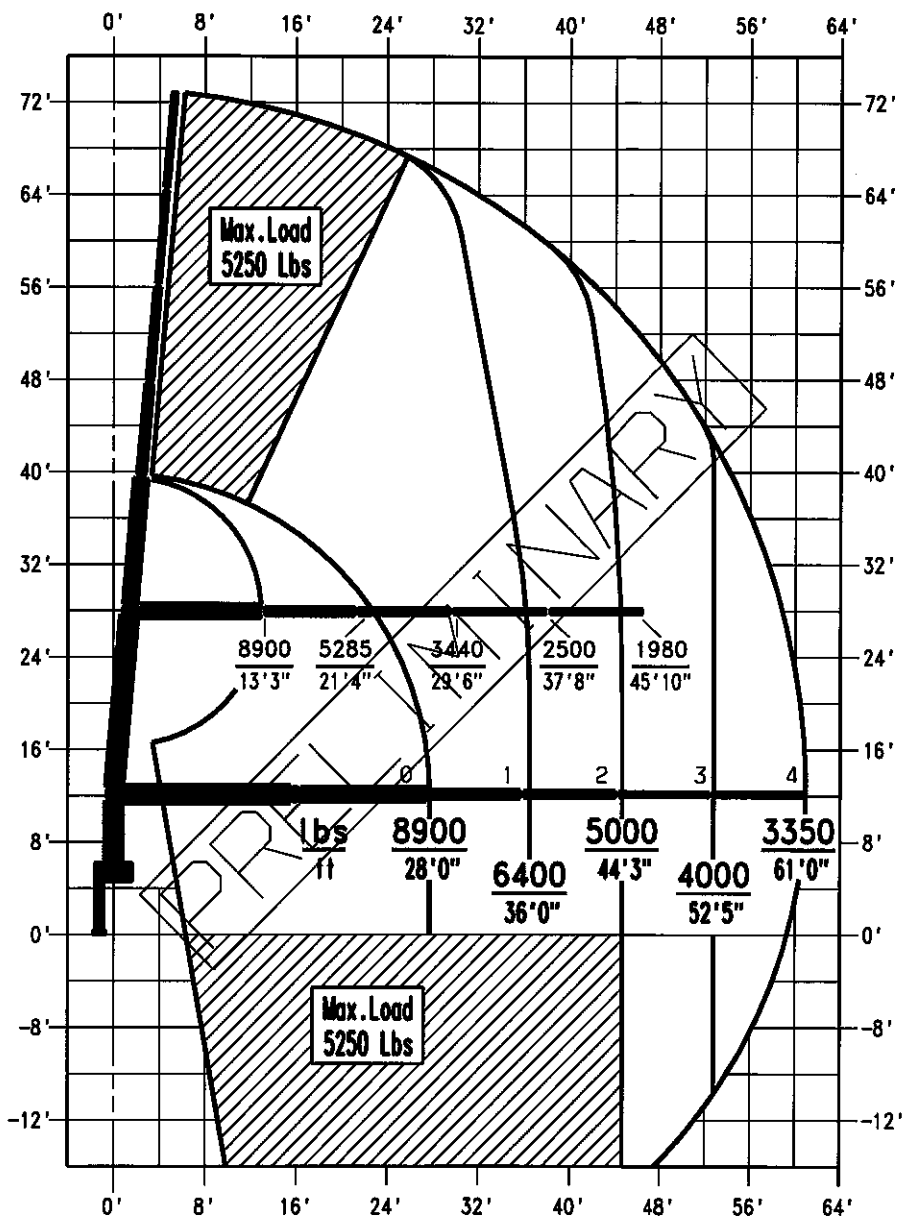 0' 8' 16' 24' 32' 40' 48' 56' 64'
72' 72'
64' 64'
Max.Load
5250 Lbs
56' 56'
48' 48'
40' 40'
32' 32'
8900 5285 3440 2500 1980
13'3" 21'4" 29'6" 37'8" 45'10"
24' 24'
16' 16'
0 1 2 3 4
lbs 8900 5000 3350
ft 28'0" 44'3" 61'0"
8' 8'
6400 4000
36'0" 52'5"
0' 0'
PRELIMINARY
Max.Load
5250 Lbs
-8' -8'
-12' -12'
0' 8' 16' 24' 32' 40' 48' 56' 64'